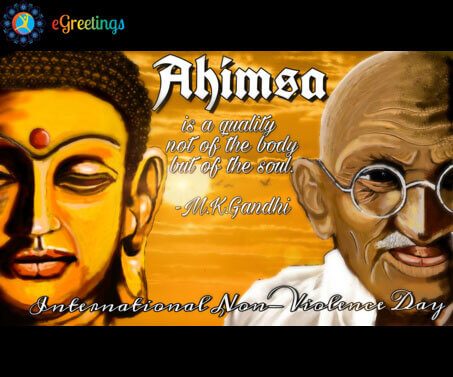 eGreetings
Ahimsa
is a quality
not of the body
but of the soul.
-M.K.Gandhi
International Non-Violence Day